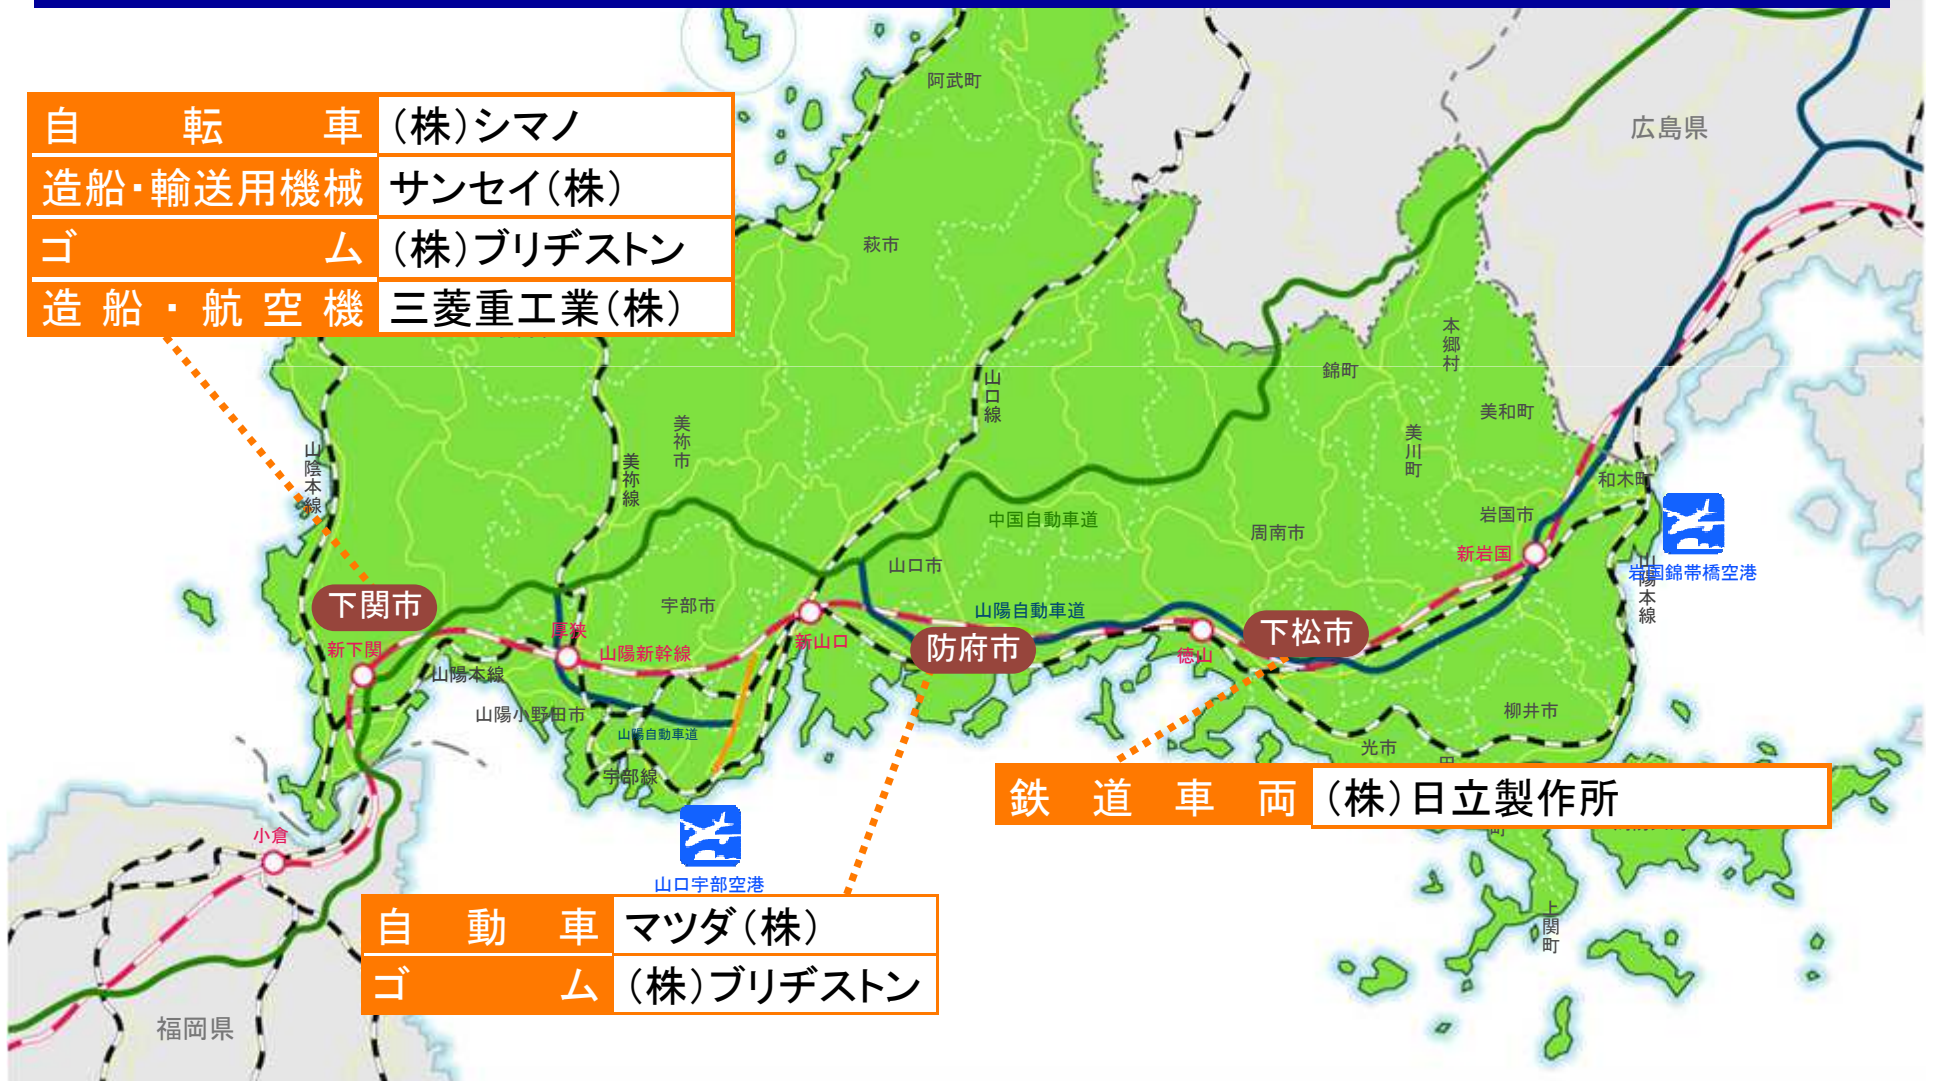 阿武町
広島県
自転車 (株)シマノ
造船・輸送用機械 サンセイ(株)
ゴム (株)ブリヂストン
造船・航空機 三菱重工業(株)
萩市
本郷村
錦町
山口線
美和町
美祢市
美川町
山陰本線
美祢線
和木町
中国自動車道
岩国市
周南市
新岩国
山口市
岩国錦帯橋空港
山陽本線
下関市
宇部市
山陽自動車道
厚狭
新山口
防府市
下松市
新下関
山陽新幹線
徳山
山陽本線
山陽小野田市
柳井市
山陽自動車道
光市
宇部線
鉄道車両 (株)日立製作所
小倉
山口宇部空港
自動車 マツダ(株)
ゴム (株)ブリヂストン
上関町
福岡県